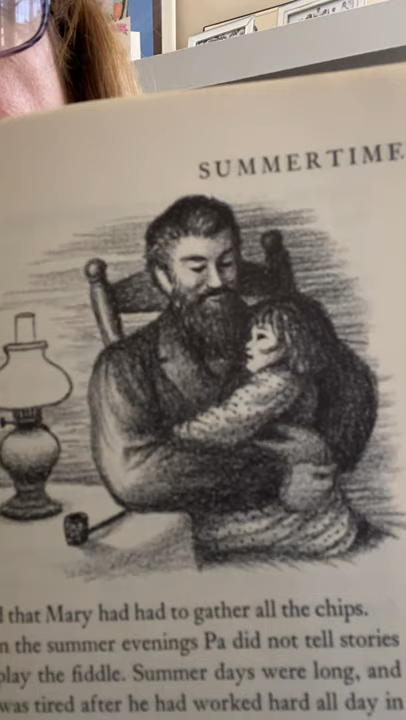 SUMMERTIME
that Mary had had to gather all the chips.
the summer evenings Pa did not tell stories
play the fiddle. Summer days were long, and
was tired after he had worked hard all day in